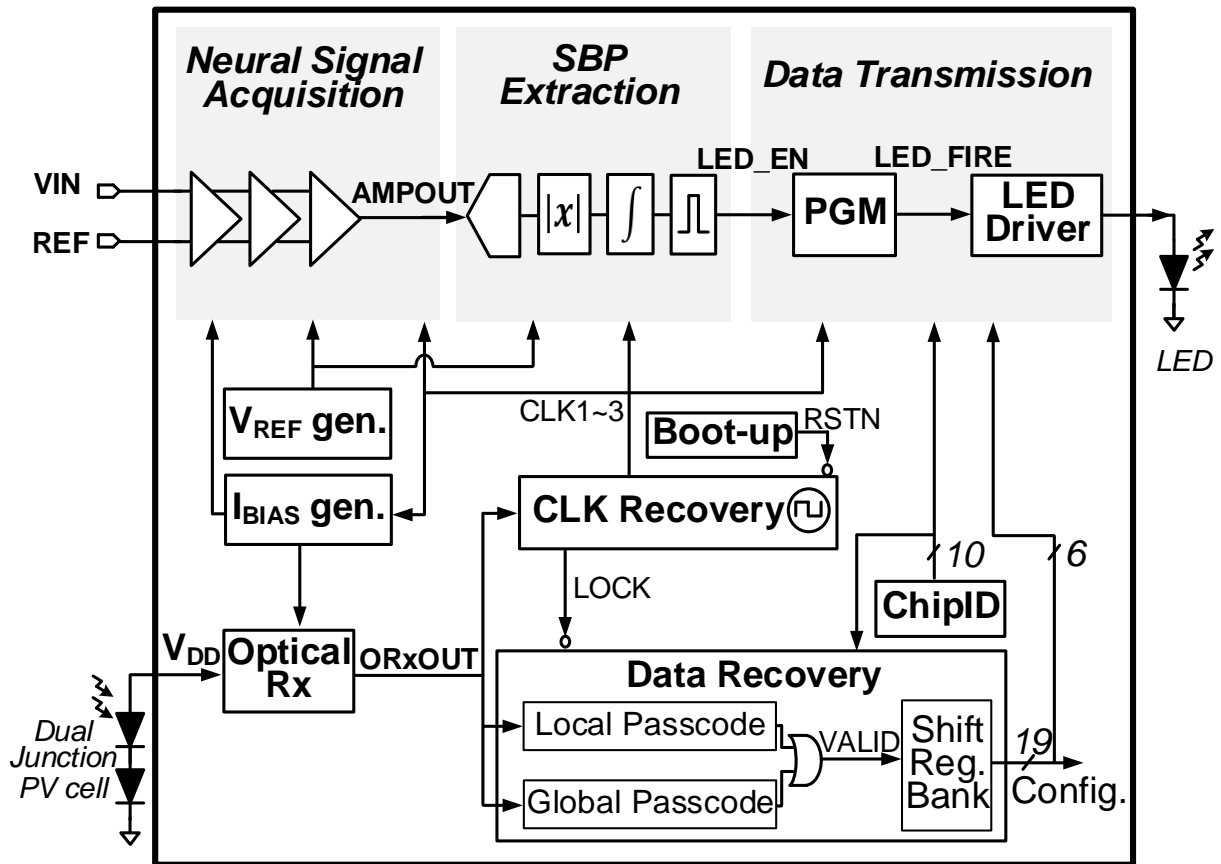 Neural Signal
Acquisition
SBP
Extraction
Data Transmission
VIN
REF
AMPOUT
|x|
∫
LED_EN
PGM
LED_FIRE
LED
Driver
LED
VREF gen.
IBIAS gen.
CLK1~3
Boot-up
RSTN
CLK Recovery
LOCK
10
6
ChipID
VDD
Optical
Rx
ORxOUT
Dual
Junction
PV cell
Data Recovery
Local Passcode
Global Passcode
VALID
Shift
Reg.
Bank
19
Config.